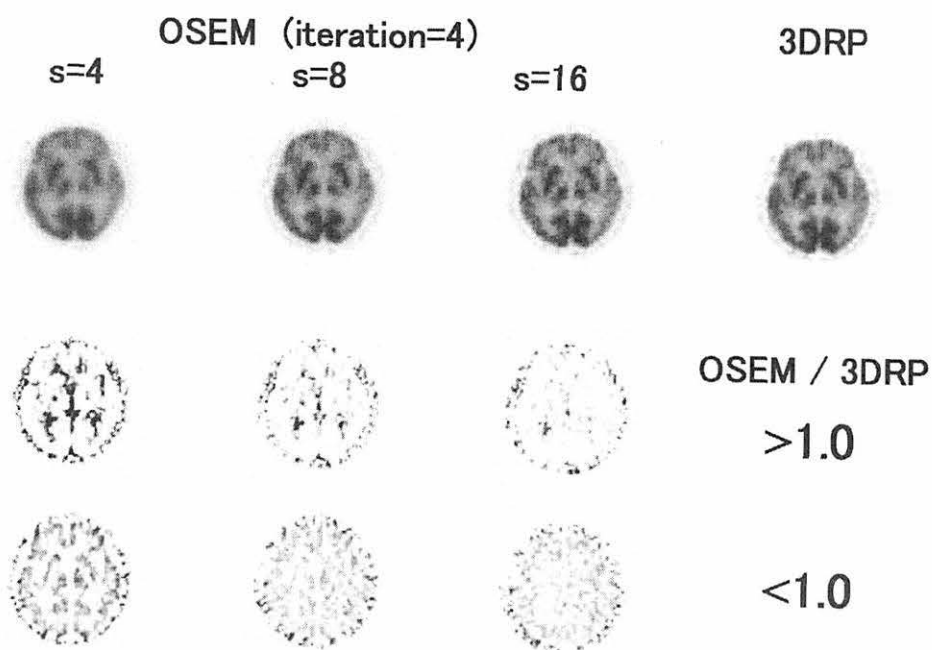 OSEM (iteration=4)
3DRP
s=4
s=8
s=16
OSEM / 3DRP
>1.0
<1.0